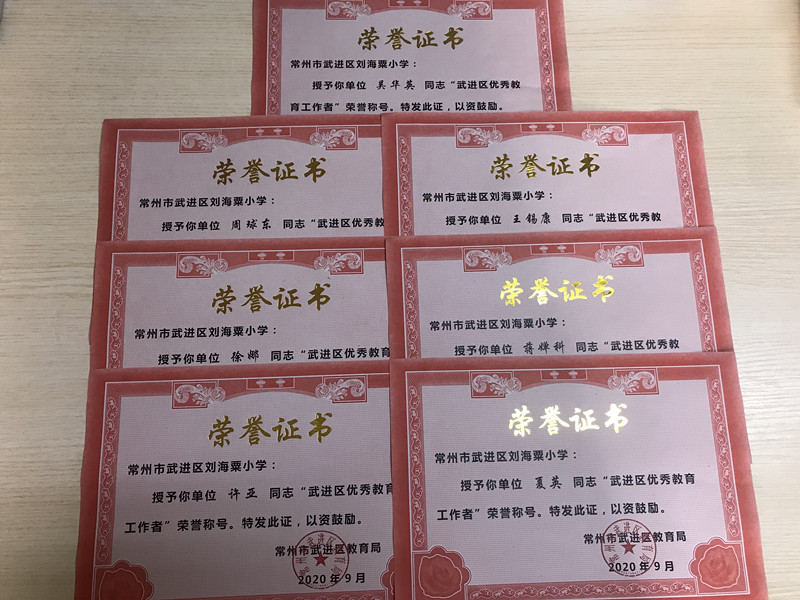 荣誉证书
常州市武进区刘海粟小学：
授予你单位 吴华英 同志“武进区优秀教
育工作者”荣誉称号。特发此证，以资鼓励。
荣誉证书
常州市武进区刘海粟小学：
授予你单位 周球东 同志“武进区优秀教
荣誉证书
常州市武进区刘海粟小学：
授予你单位 王锡康 同志“武进区优秀教
荣誉证书
常州市武进区刘海粟小学：
授予你单位 徐娜 同志“武进区优秀教育
荣誉证书
常州市武进区刘海粟小学：
授予你单位 蒋婵科 同志“武进区优秀教
荣誉证书
常州市武进区刘海粟小学：
授予你单位 许亚 同志“武进区优秀教育
工作者”荣誉称号。特发此证，以资鼓励。
常州市武进区教育局
2020年9月
荣誉证书
常州市武进区刘海粟小学：
授予你单位 夏英 同志“武进区优秀教育
工作者”荣誉称号。特发此证，以资鼓励。
常州市武进区教育局
2020年9月